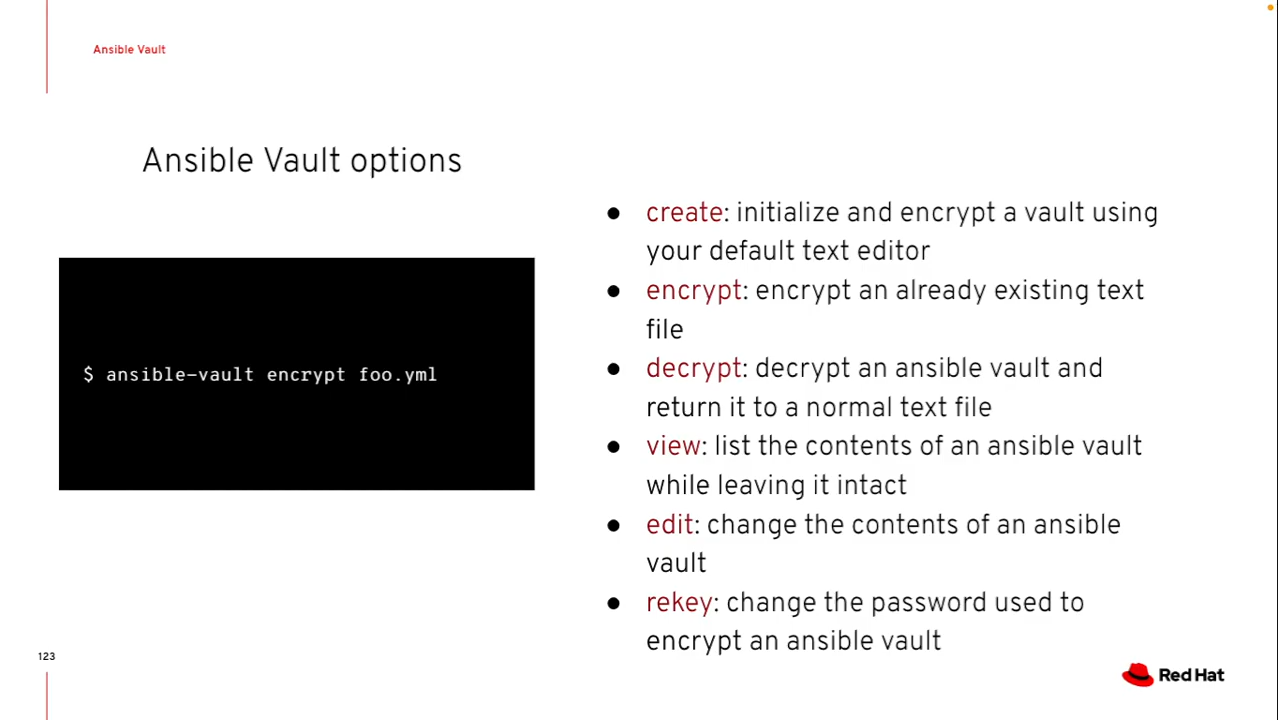 Ansible Vault
Ansible Vault options
$ ansible-vault encrypt foo.yml
● create: initialize and encrypt a vault using
your default text editor
● encrypt: encrypt an already existing text
file
● decrypt: decrypt an ansible vault and
return it to a normal text file
● view: list the contents of an ansible vault
while leaving it intact
● edit: change the contents of an ansible
vault
● rekey: change the password used to
encrypt an ansible vault
123
Red Hat